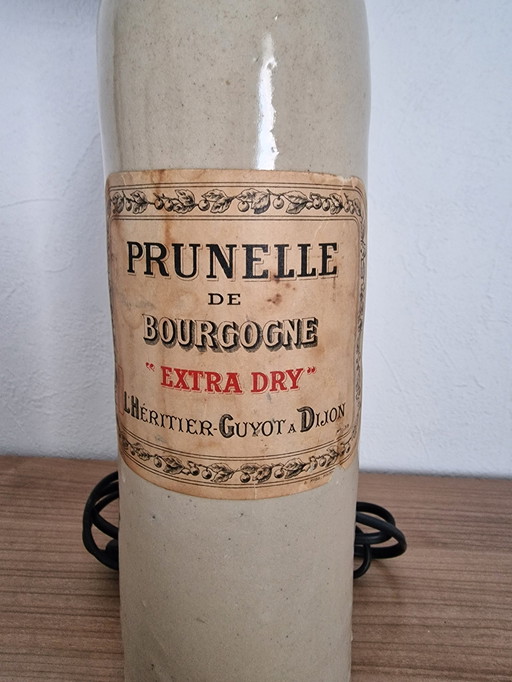 PRUNELLE
DE
BOURGOGNE
"EXTRA DRY"
L'HÉRITIER-GUYOT A DIJON